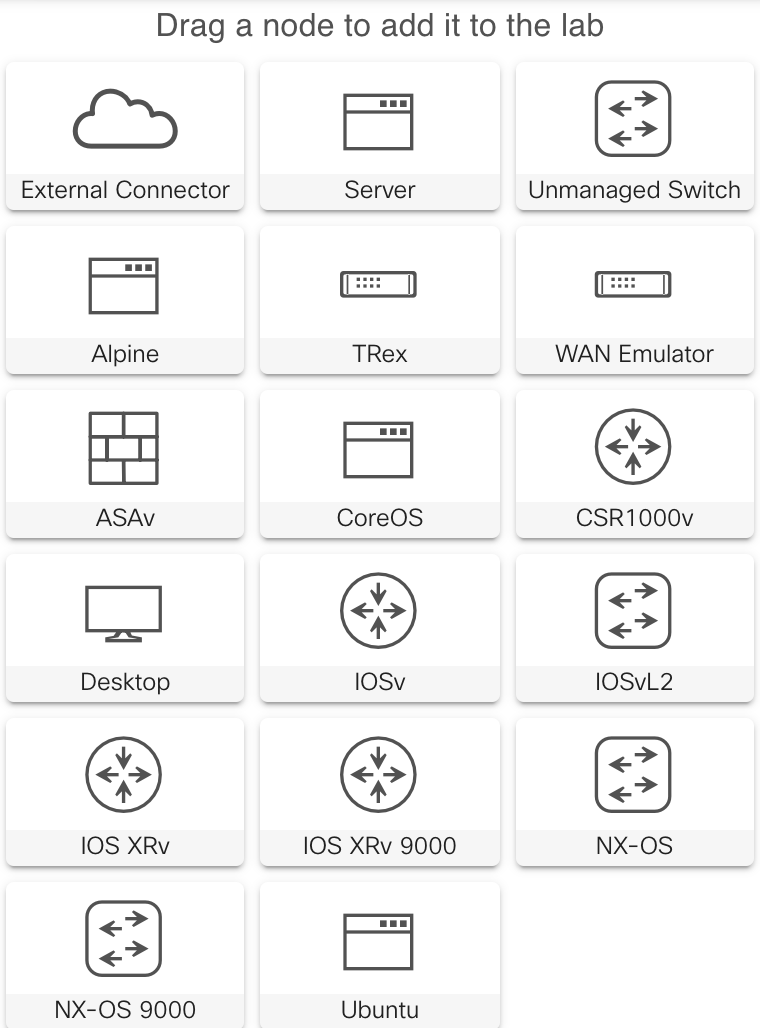 Drag a node to add it to the lab
External Connector
Server
Unmanaged Switch
Alpine
TRex
WAN Emulator
ASAv
CoreOS
CSR1000v
Desktop
IOSv
IOSvL2
IOS XRv
IOS XRv 9000
NX-OS
NX-OS 9000
Ubuntu